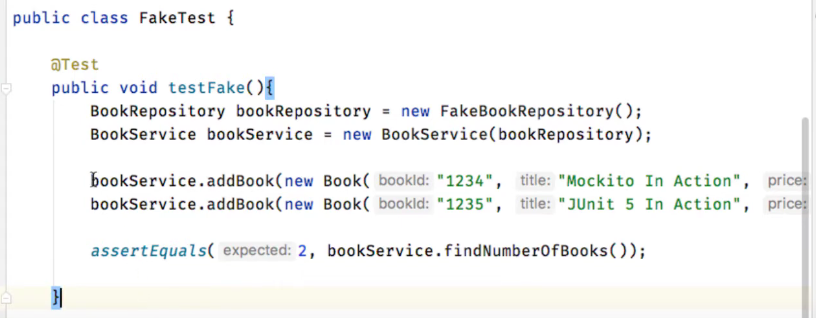 public class FakeTest {
@Test
public void testFake(){
BookRepository bookRepository = new FakeBookRepository();
BookService bookService = new BookService(bookRepository);
bookService.addBook(new Book( bookId: "1234", title: "Mockito In Action", price:
bookService.addBook(new Book( bookId: "1235", title: "JUnit 5 In Action", price:
assertEquals( expected: 2, bookService.findNumberOfBooks());
}